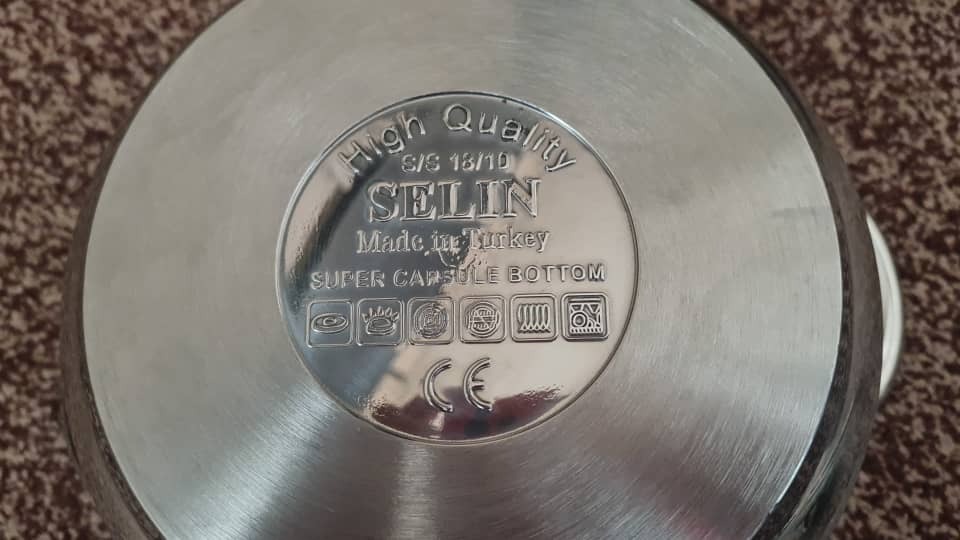 High Quality
S/S 18/10
SELIN
Made in Turkey
SUPER CAPSULE BOTTOM
CE